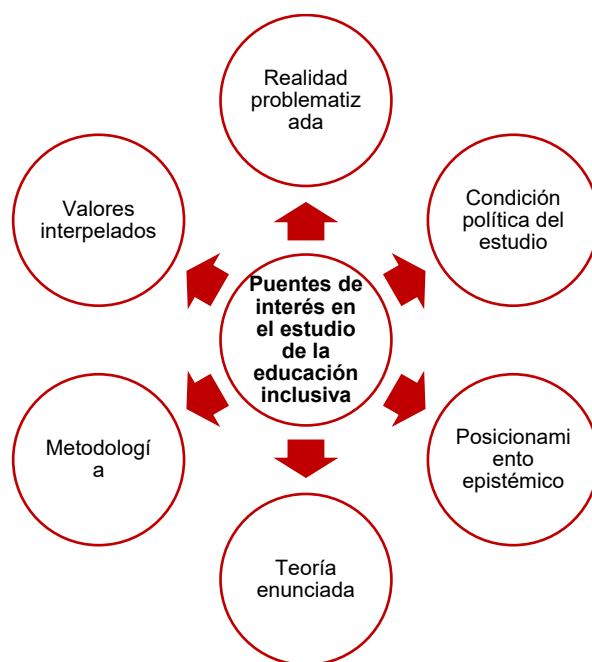 Realidad
problematiz
ada
Valores
interpelados
Condición
política del
estudio
Puentes de
interés en
el estudio
de la
educación
inclusiva
Metodologí
a
Posicionami
ento
epistémico
Teoría
enunciada